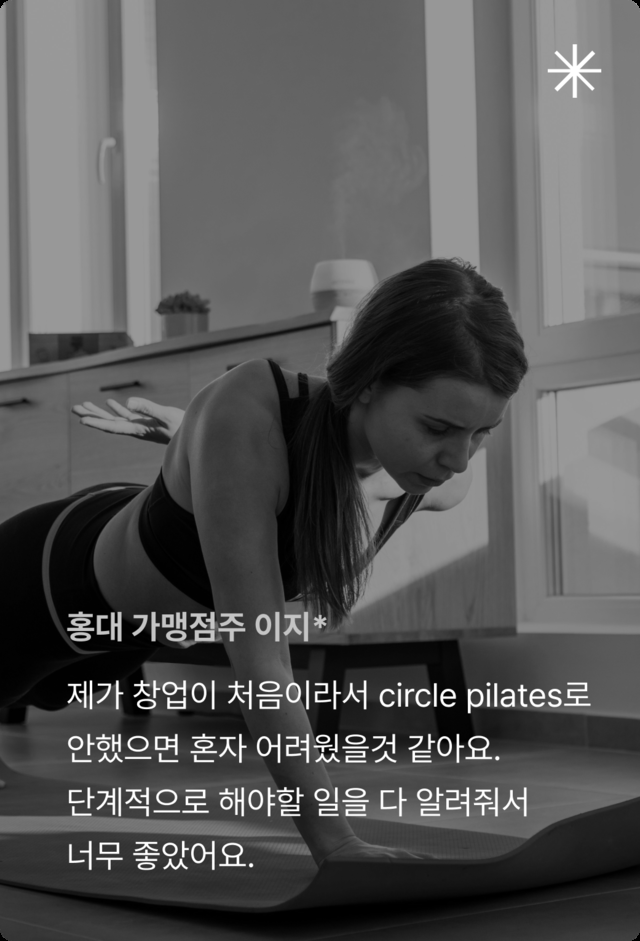 홍대 가맹점주 이지*
제가 창업이 처음이라서 circle pilates로
안했으면 혼자 어려웠을것 같아요.
단계적으로 해야할 일을 다 알려줘서
너무 좋았어요.